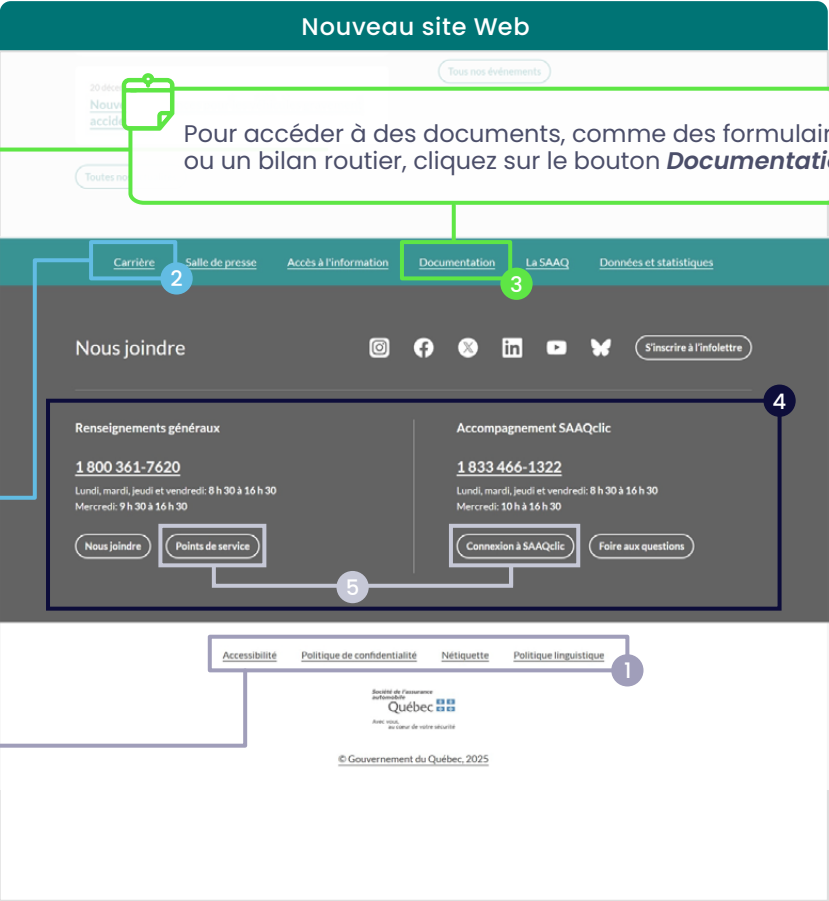 Nouveau site Web
Tous nos événements
20
Nouv
accide
Pour accéder à des documents, comme des formulair
ou un bilan routier, cliquez sur le bouton Documentati
Toutes no
Carrière Salle de presse Accès à l'information Documentation La SAAQ Données et statistiques
2
3
Nous joindre
S'inscrire à l'infolettre
4
Renseignements généraux
Accompagnement SAAQclic
1 800 361-7620
1 833 466-1322
Lundi, mardi, jeudi et vendredi: 8 h 30 à 16 h 30
Lundi, mardi, jeudi et vendredi: 8 h 30 à 16 h 30
Mercredi: 9 h 30 à 16 h 30
Mercredi: 10 h à 16 h 30
Nous joindre Points de service
Connexion à SAAQclic Foire aux questions
5
Accessibilité Politique de confidentialité Nétiquette Politique linguistique
1
Société de l'assurance
automobile
Québec
Avec vous,
au cœur de votre sécurité
© Gouvernement du Québec, 2025